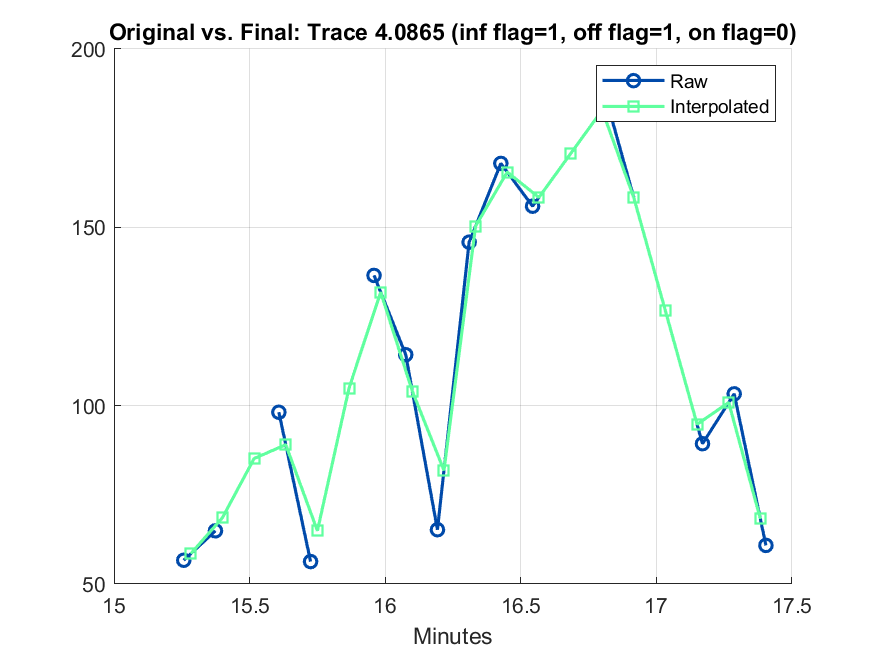 Original vs. Final: Trace 4.0865 (inf flag=1, off flag=1, on flag=0)
200
Raw
Interpolated
150
100
50
15
15.5
16
16.5
17
17.5
Minutes